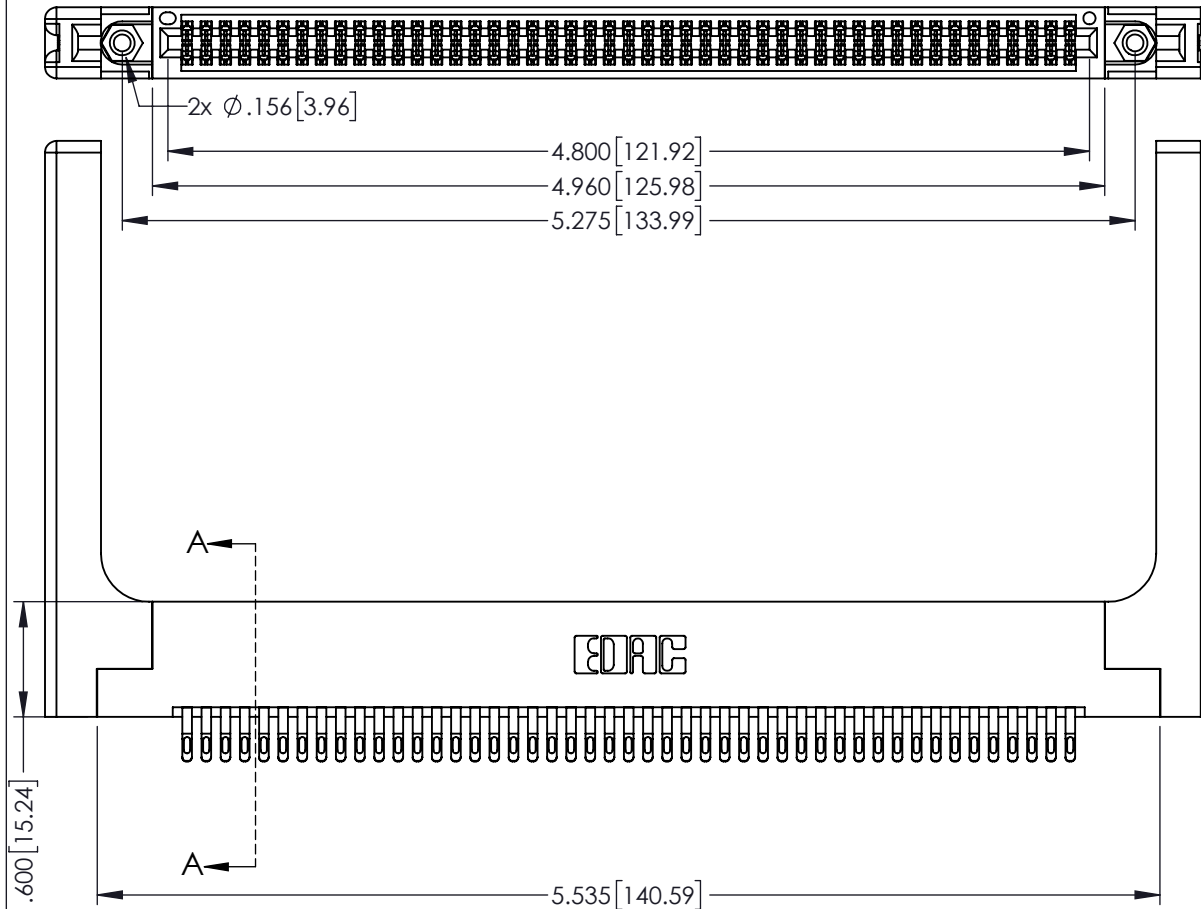 2x ∅.156[3.96]
4.800[121.92]
4.960[125.98]
5.275[133.99]
A
EDAC
.600[15.24]
A
5.535[140.59]